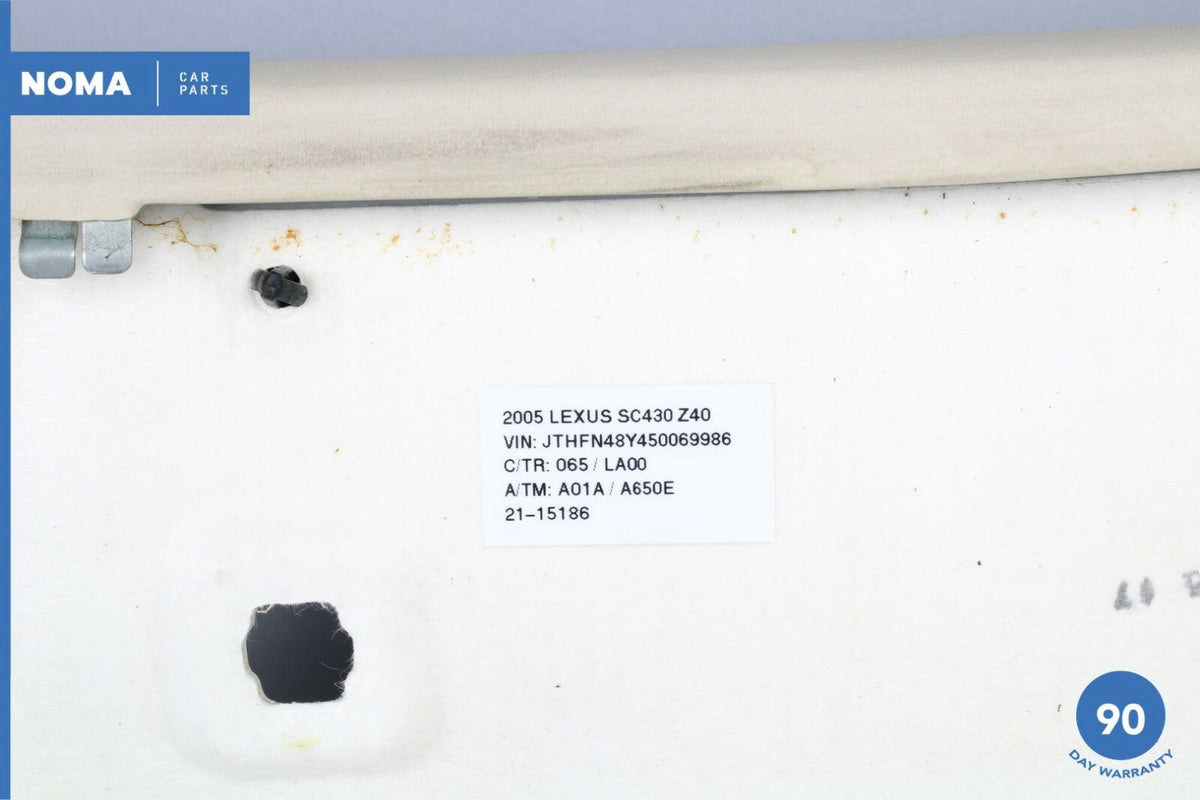 NOMA
CAR
PARTS
2005 LEXUS SC430 Z40
VIN: JTHFN48Y450069986
C/TR: 065 / LA00
A/TM: A01A / A650E
21-15186
90
DAY WARRANTY